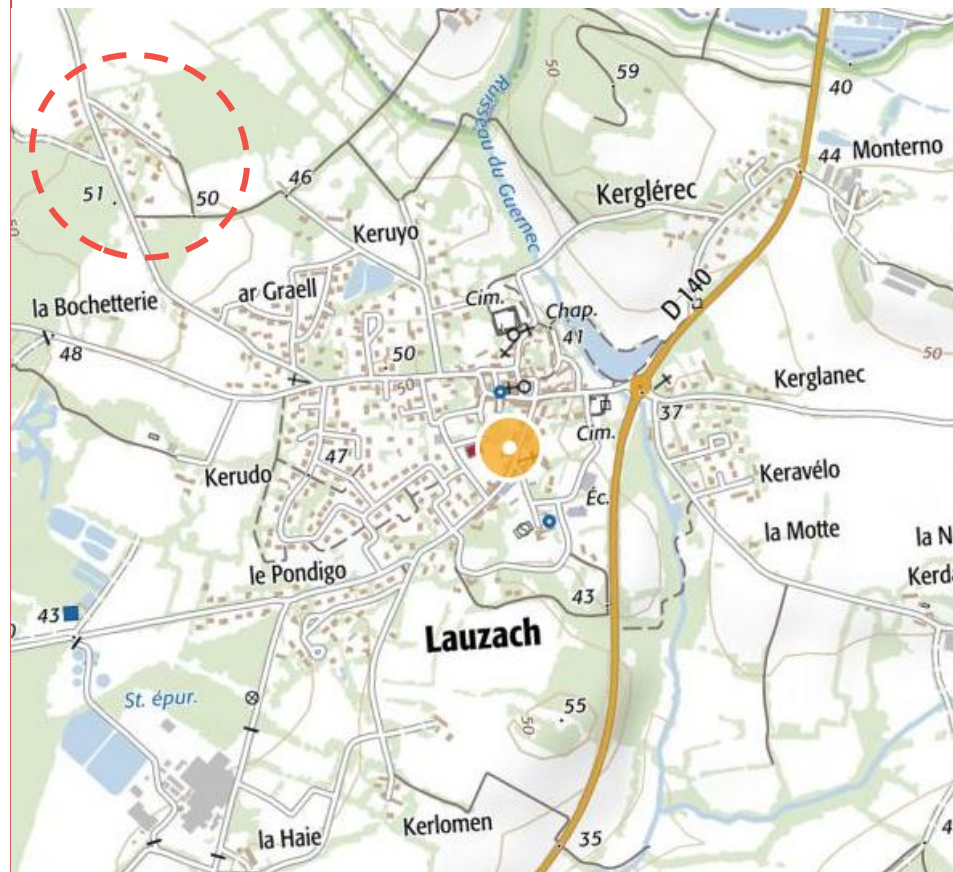 59
50
40
Ruisseau du Guernec
44
Monterno
51
50
46
Kerglérec
Keruyo
la Bochetterie
ar Graell
Cim.
Chap.
41
D 140
48
50
50
50
Kerglanec
37
Cim.
Kerudo
47
Keravélo
Éc.
la Motte
la N
le Pondigo
Kerda
43
43
Lauzach
St. épur.
50
55
la Haie
Kerlomen
35
4